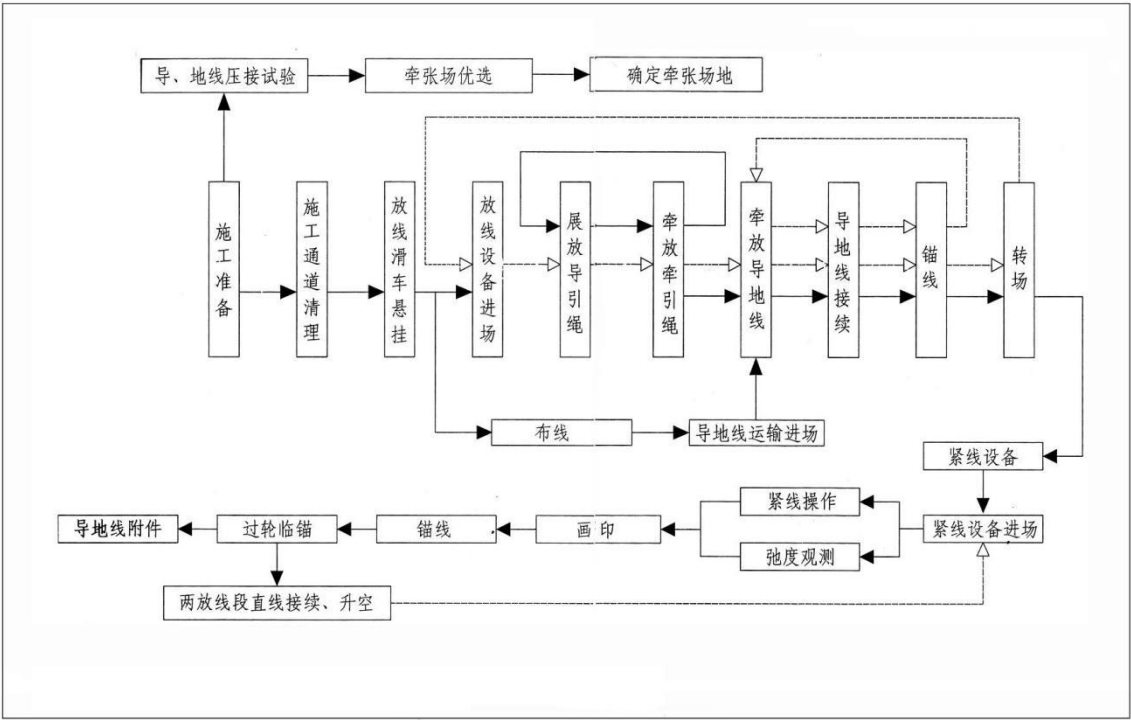 导、地线压接试验
牵张场优选
确定牵张场地
施工准备
施工通道清理
放线滑车悬挂
放线设备进场
展放导引绳
牵放牵引绳
牵放导地线
导地线接续
锚线
转场
布线
导地线运输进场
紧线设备
紧线操作
导地线附件
过轮临锚
锚线
画印
紧线设备进场
弛度观测
两放线段直线接续、升空